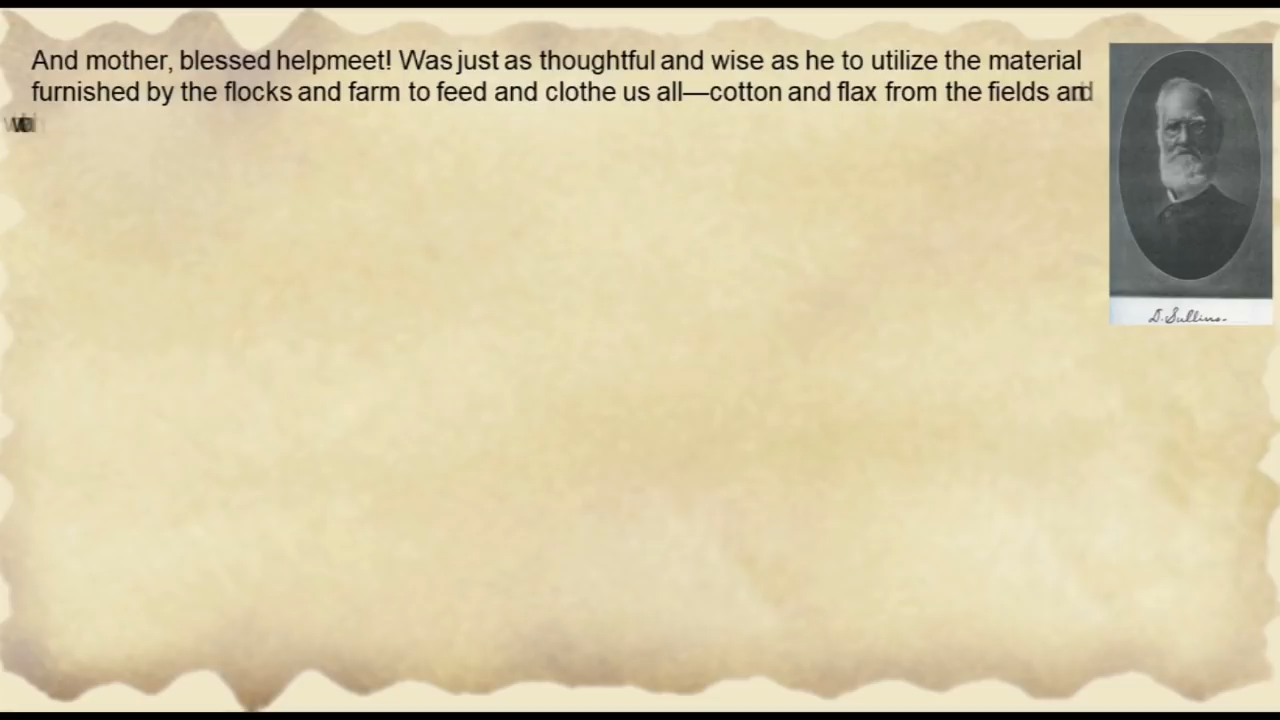 And mother, blessed helpmeet! Was just as thoughtful and wise as he to utilize the material
furnished by the flocks and farm to feed and clothe us all—cotton and flax from the fields and
D. Sullins.